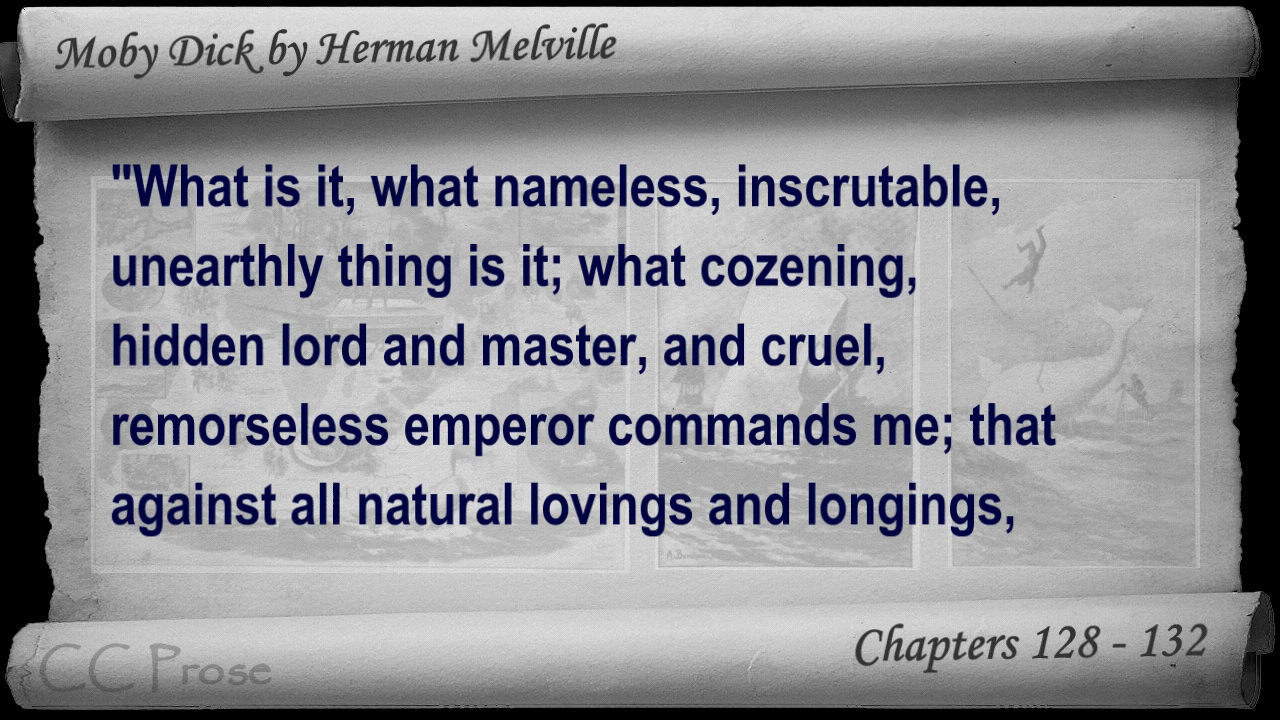 Moby Dick by Herman Melville
"What is it, what nameless, inscrutable,
unearthly thing is it; what cozening,
hidden lord and master, and cruel,
remorseless emperor commands me; that
against all natural lovings and longings,
Chapters 128 - 132
CC Prose